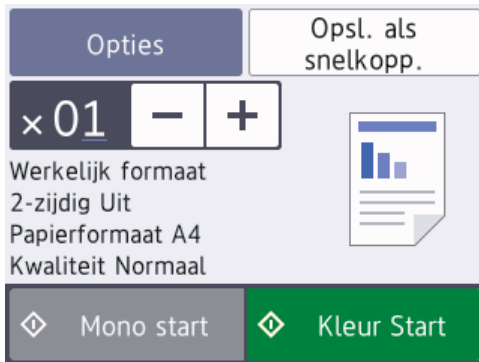 Opties
Opsl. als
snelkopp.
×01
Werkelijk formaat
2-zijdig Uit
Papierformaat A4
Kwaliteit Normaal
Mono start
Kleur Start